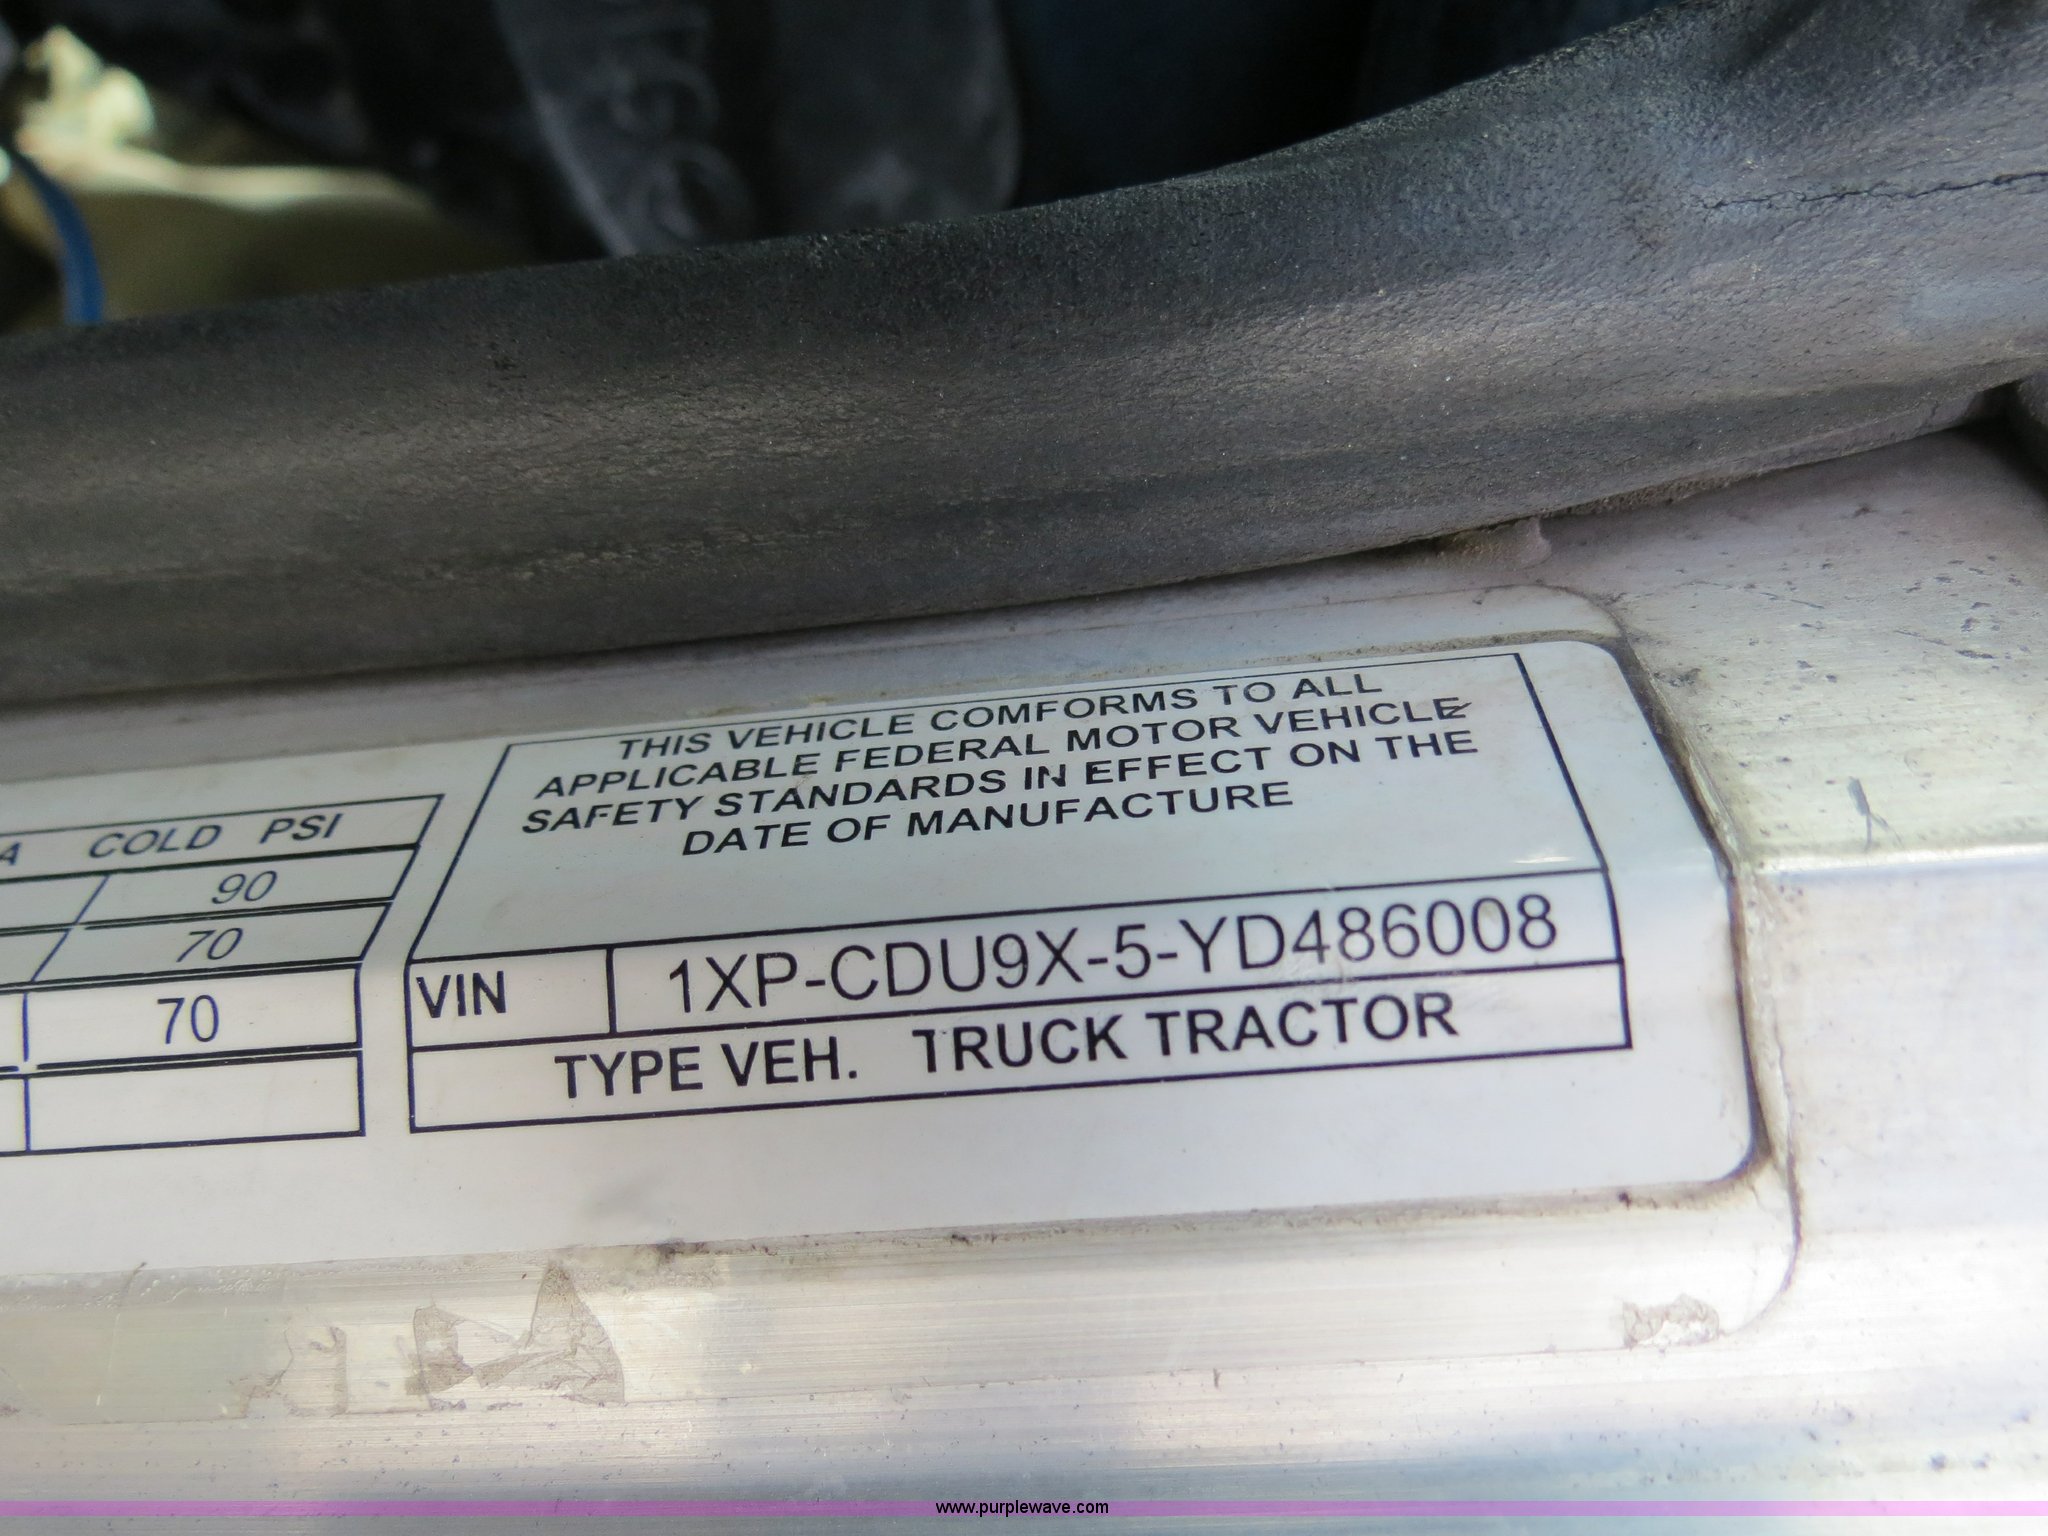 THIS VEHICLE COMFORMS TO ALL
APPLICABLE FEDERAL MOTOR VEHICLE
SAFETY STANDARDS IN EFFECT ON THE
DATE OF MANUFACTURE
A COLD PSI
90
70
70
VIN 1XP-CDU9X-5-YD486008
TYPE VEH. TRUCK TRACTOR
www.purplewave.com